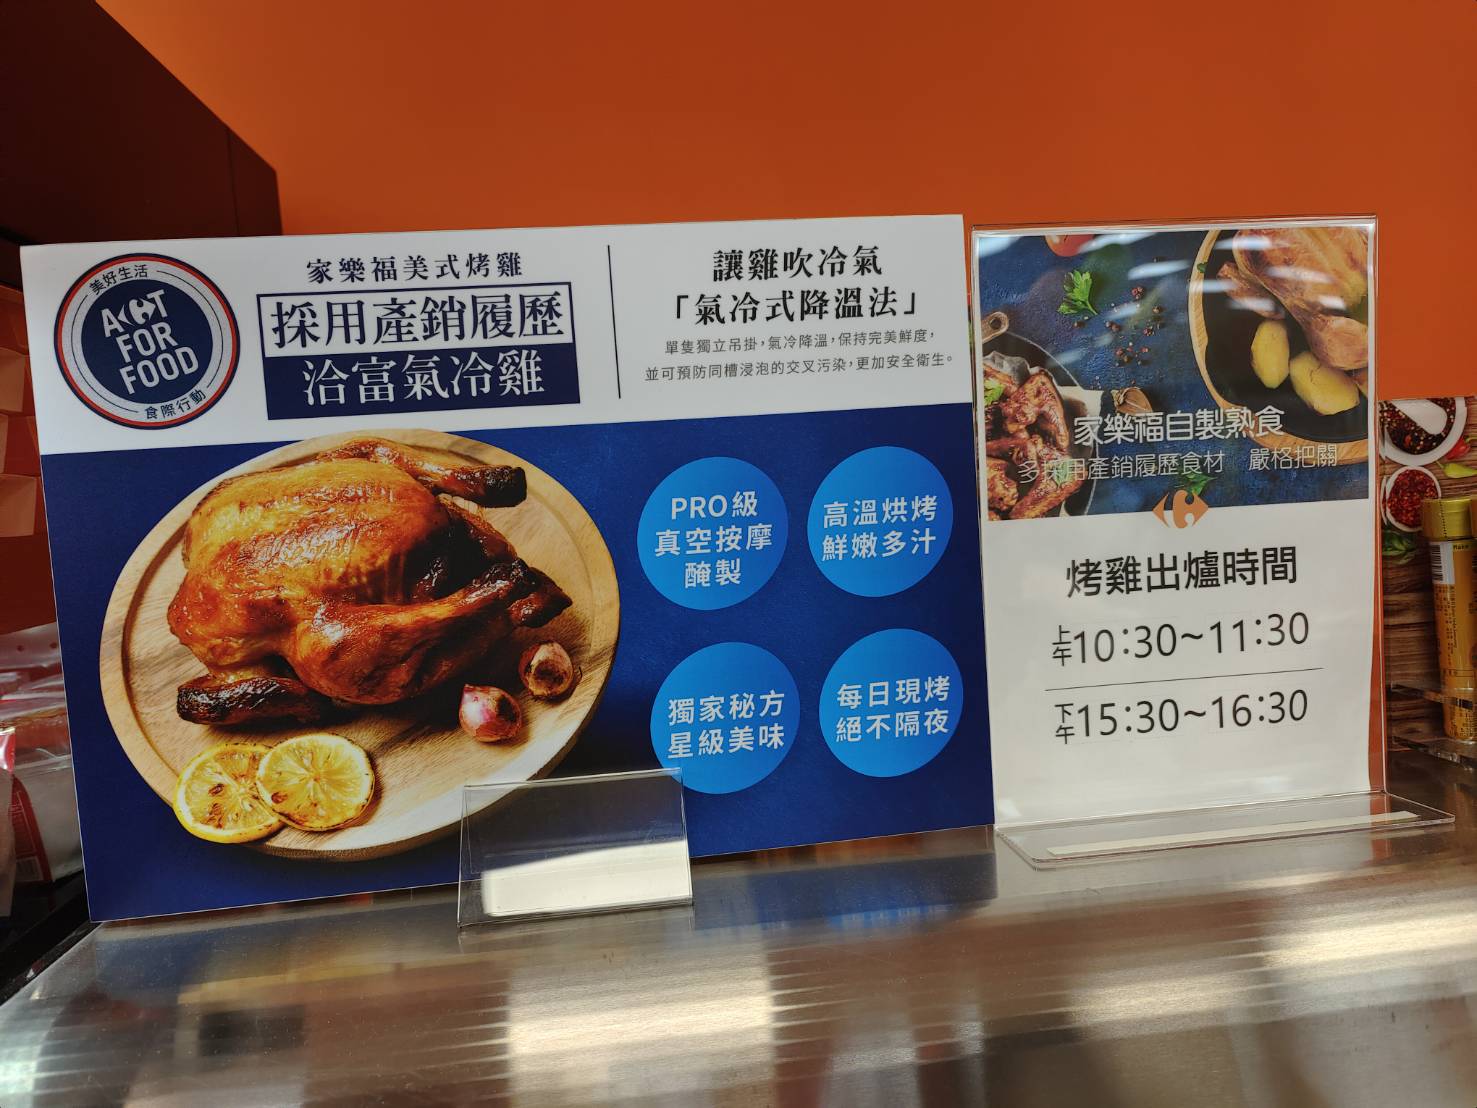 美好生活
ACT
FOR
FOOD
食際行動
家樂福美式烤雞
採用產銷履歷
洽富氣冷雞
讓雞吹冷氣
「氣冷式降溫法」
單隻獨立吊掛,氣冷降溫,保持完美鮮度,
並可預防同槽浸泡的交叉污染,更加安全衛生。
PRO級
真空按摩
醃製
高溫烘烤
鮮嫩多汁
獨家秘方
星級美味
每日現烤
絕不隔夜
家樂福自製熟食
多採用產銷履歷食材 嚴格把關
烤雞出爐時間
上午10:30~11:30
下午15:30~16:30